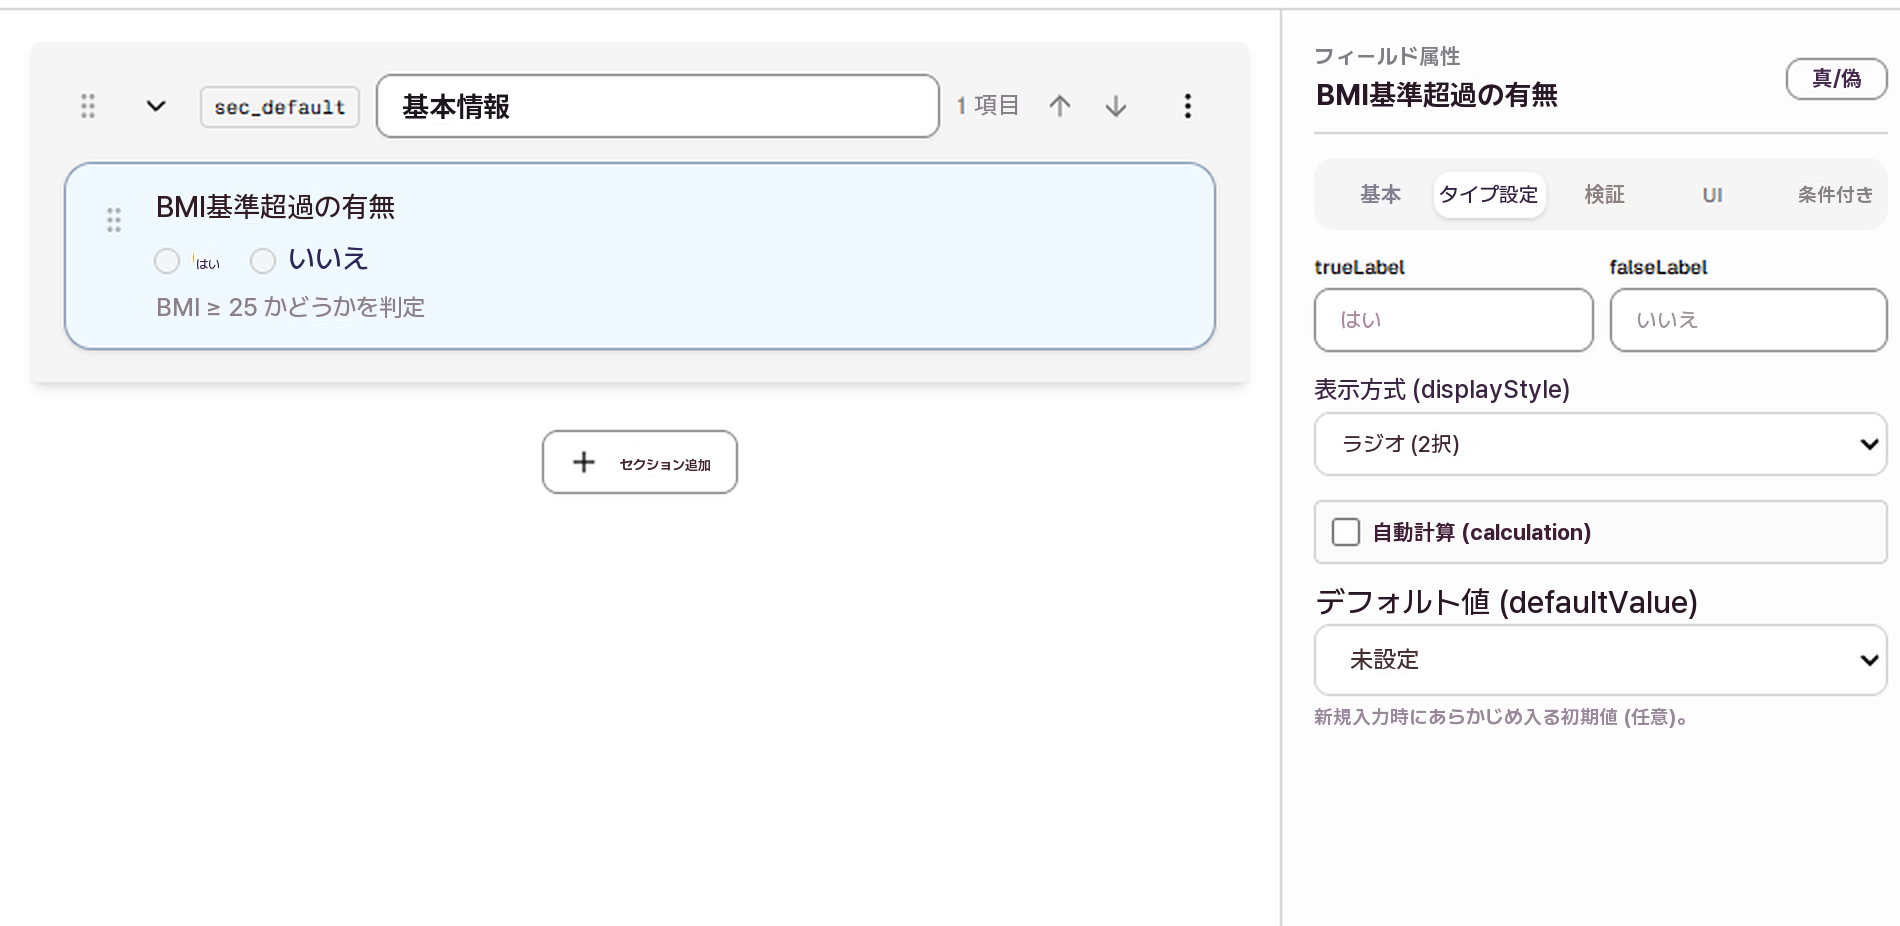 sec_default 基本情報 1 項目
BMI基準超過の有無
はい いいえ
BMI ≥ 25 かどうかを判定
セクション追加
フィールド属性
BMI基準超過の有無
真/偽
基本 タイプ設定 検証 UI 条件付き
trueLabel falseLabel
はい いいえ
表示方式 (displayStyle)
ラジオ (2択)
自動計算 (calculation)
デフォルト値 (defaultValue)
未設定
新規入力時にあらかじめ入る初期値 (任意)。